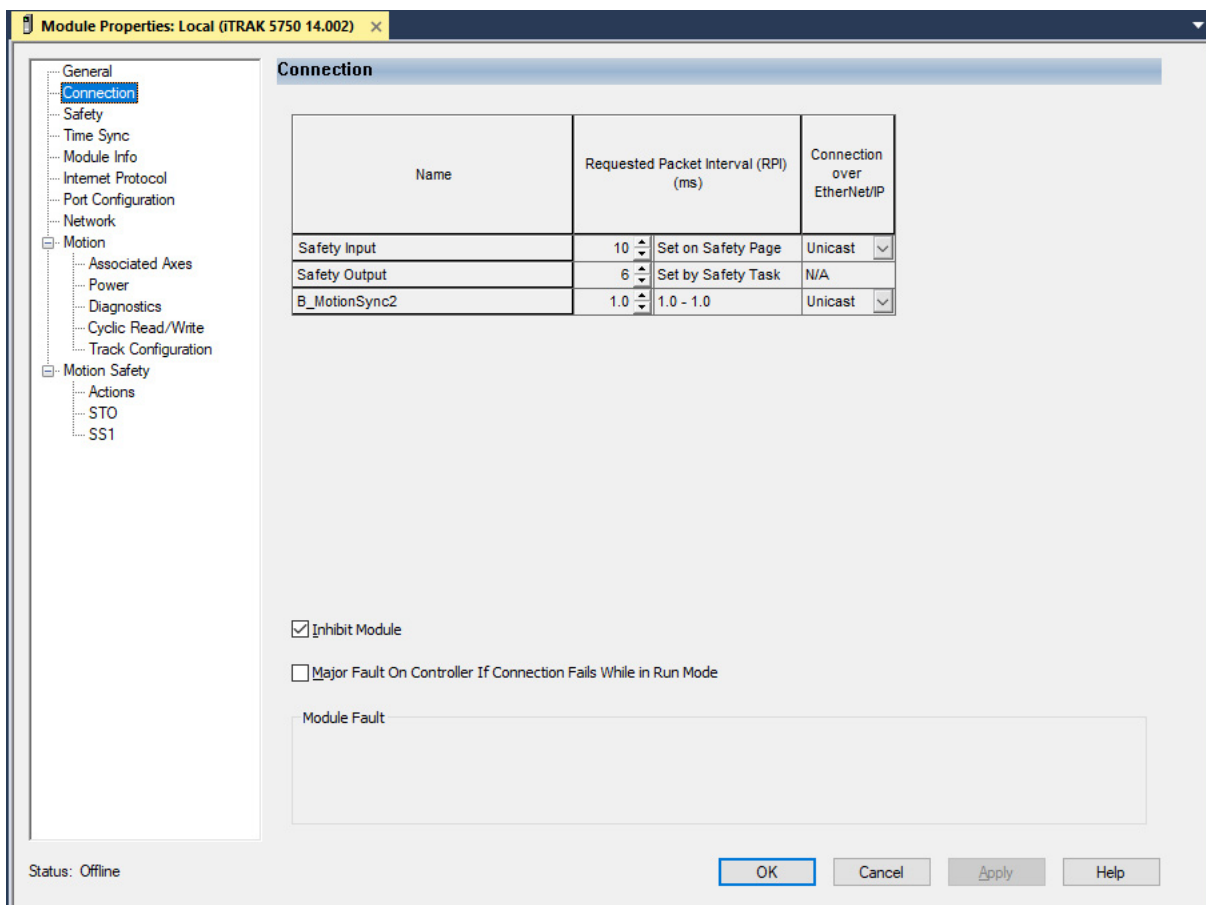 Module Properties: Local (iTRAK 5750 14.002)
General
Connection
Safety
Time Sync
Module Info
Internet Protocol
Port Configuration
Network
Motion
Associated Axes
Power
Diagnostics
Cyclic Read/Write
Track Configuration
Motion Safety
Actions
STO
SS1
Connection
Name
Requested Packet Interval (RPI)
(ms)
Connection
over
EtherNet/IP
Safety Input 10 Set on Safety Page Unicast
Safety Output 6 Set by Safety Task N/A
B_MotionSync2 1.0 1.0 - 1.0 Unicast
Inhibit Module
Major Fault On Controller If Connection Fails While in Run Mode
Module Fault
Status: Offline
OK Cancel Apply Help